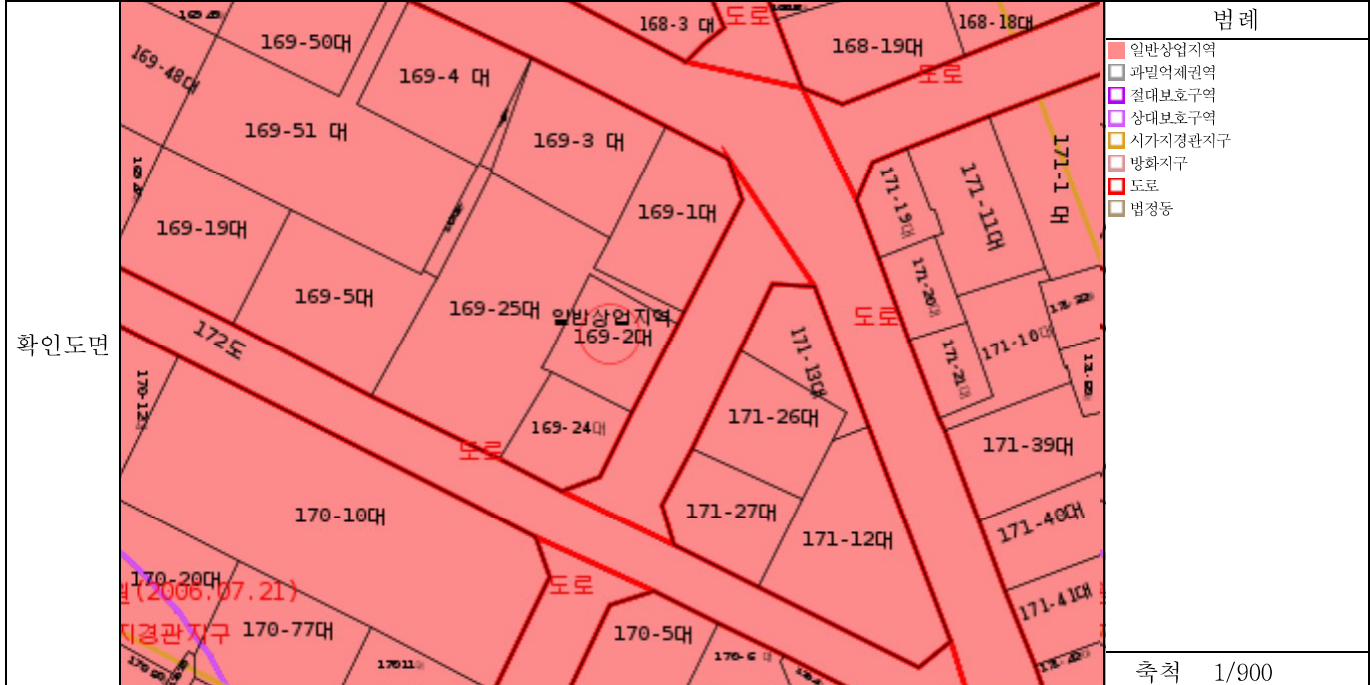 확인도면
168-3 대
도로
168-18대
169-50대
168-19대
169-48대
169-4 대
도로
169-51 대
169-3 대
171-1 대
171-19대
171-11대
169-1대
169-19대
171-20대
169-5대
169-25대
일반상업지역
169-2대
도로
172도
171-13대
171-10대
171-21대
170-12대
171-26대
169-24대
171-39대
도로
170-10대
171-27대
171-12대
171-40대
170-20대
(2006.07.21)
도로
171-41대
지경관지구
170-77대
170-5대
170-6 대
범례
일반상업지역
과밀억제권역
절대보호구역
상대보호구역
시가지경관지구
방화지구
도로
법정동
축척 1/900